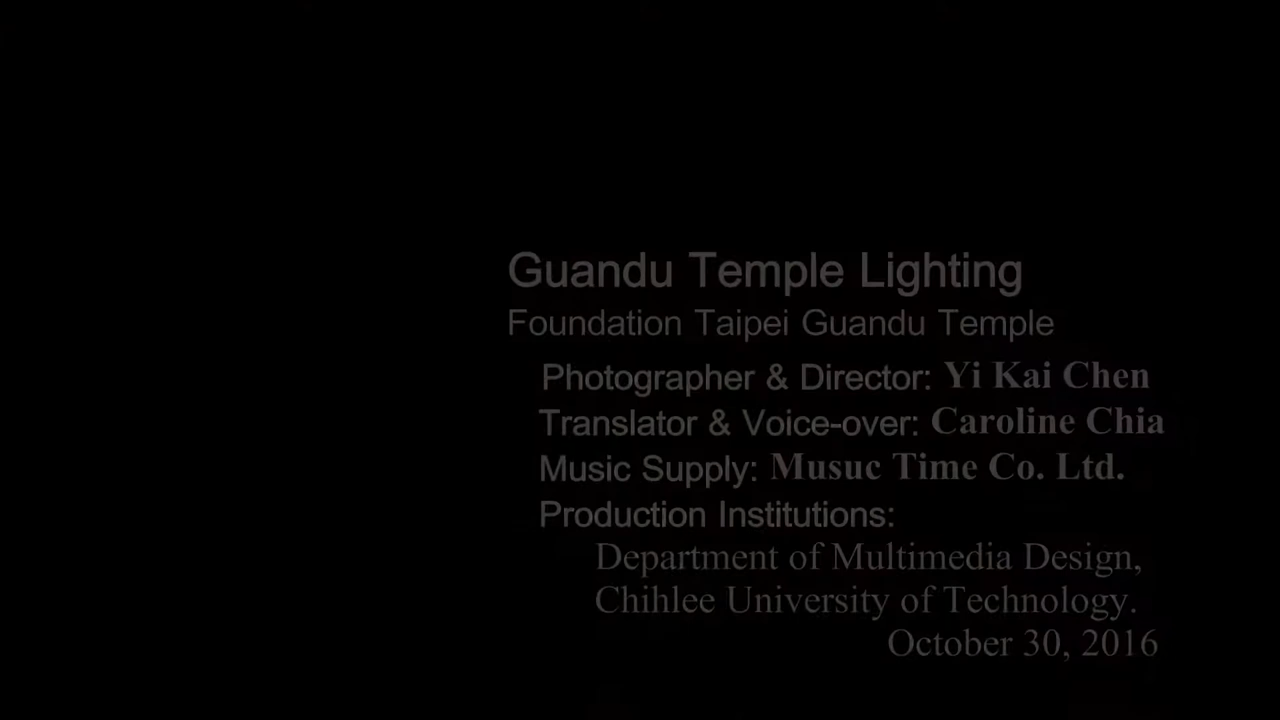 Guandu Temple Lighting
Foundation Taipei Guandu Temple
Photographer & Director: Yi Kai Chen
Translator & Voice-over: Caroline Chia
Music Supply: Musuc Time Co. Ltd.
Production Institutions:
Department of Multimedia Design,
Chihlee University of Technology.
October 30, 2016